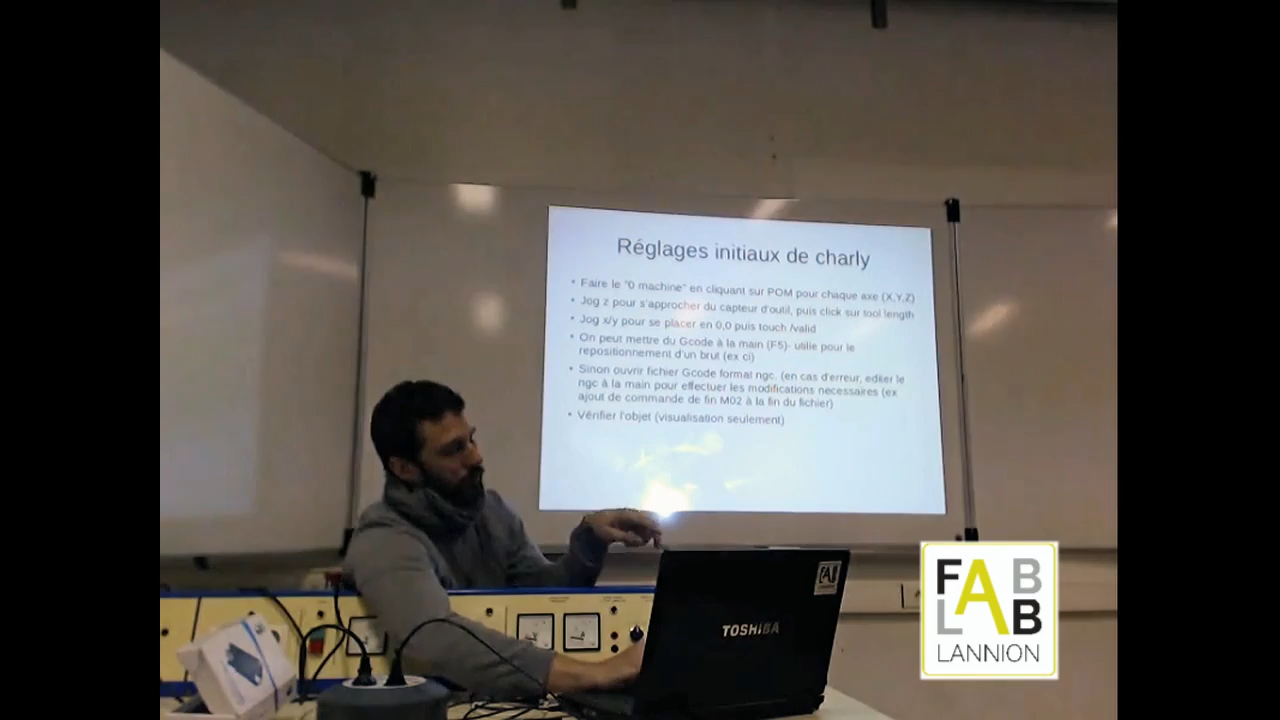 Réglages initiaux de charly
• Faire le "0 machine" en cliquant sur POM pour chaque axe (X,Y,Z)
• Jog z pour s'approcher du capteur d'outil, puis click sur tool length
• Jog x/y pour se placer en 0,0 puis touch /valid
• On peut mettre du Gcode à la main (F5)- utilie pour le
repositionnement d'un brut (ex ci)
• Sinon ouvrir fichier Gcode format ngc. (en cas d'erreur, editer le
ngc à la main pour effectuer les modifications necessaires (ex
ajout de commande de fin M02 à la fin du fichier)
• Vérifier l'objet (visualisation seulement)
TOSHIBA
FAB
LAB
LANNION